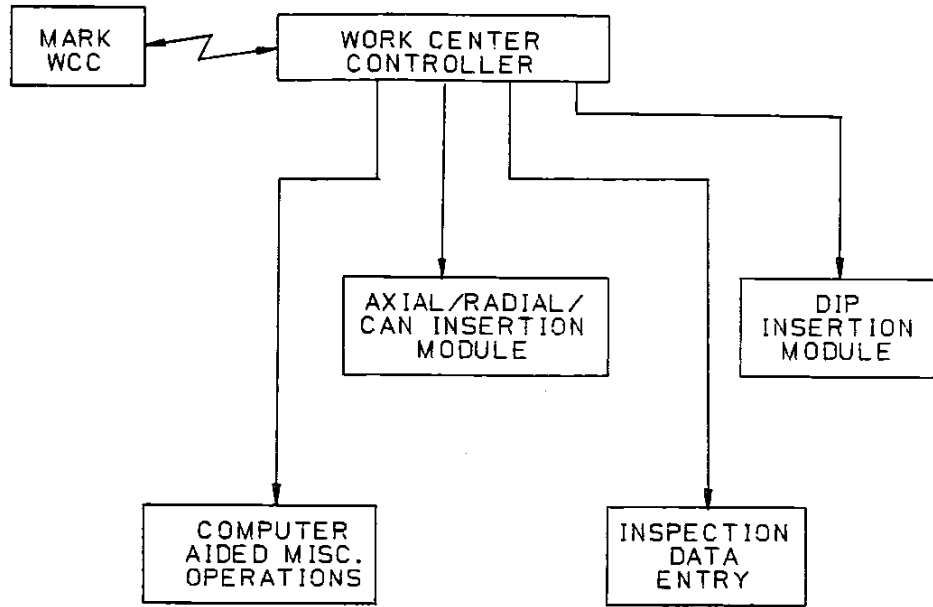 MARK
WCC
WORK CENTER
CONTROLLER
AXIAL/RADIAL/
CAN INSERTION
MODULE
DIP
INSERTION
MODULE
COMPUTER
AIDED MISC.
OPERATIONS
INSPECTION
DATA
ENTRY